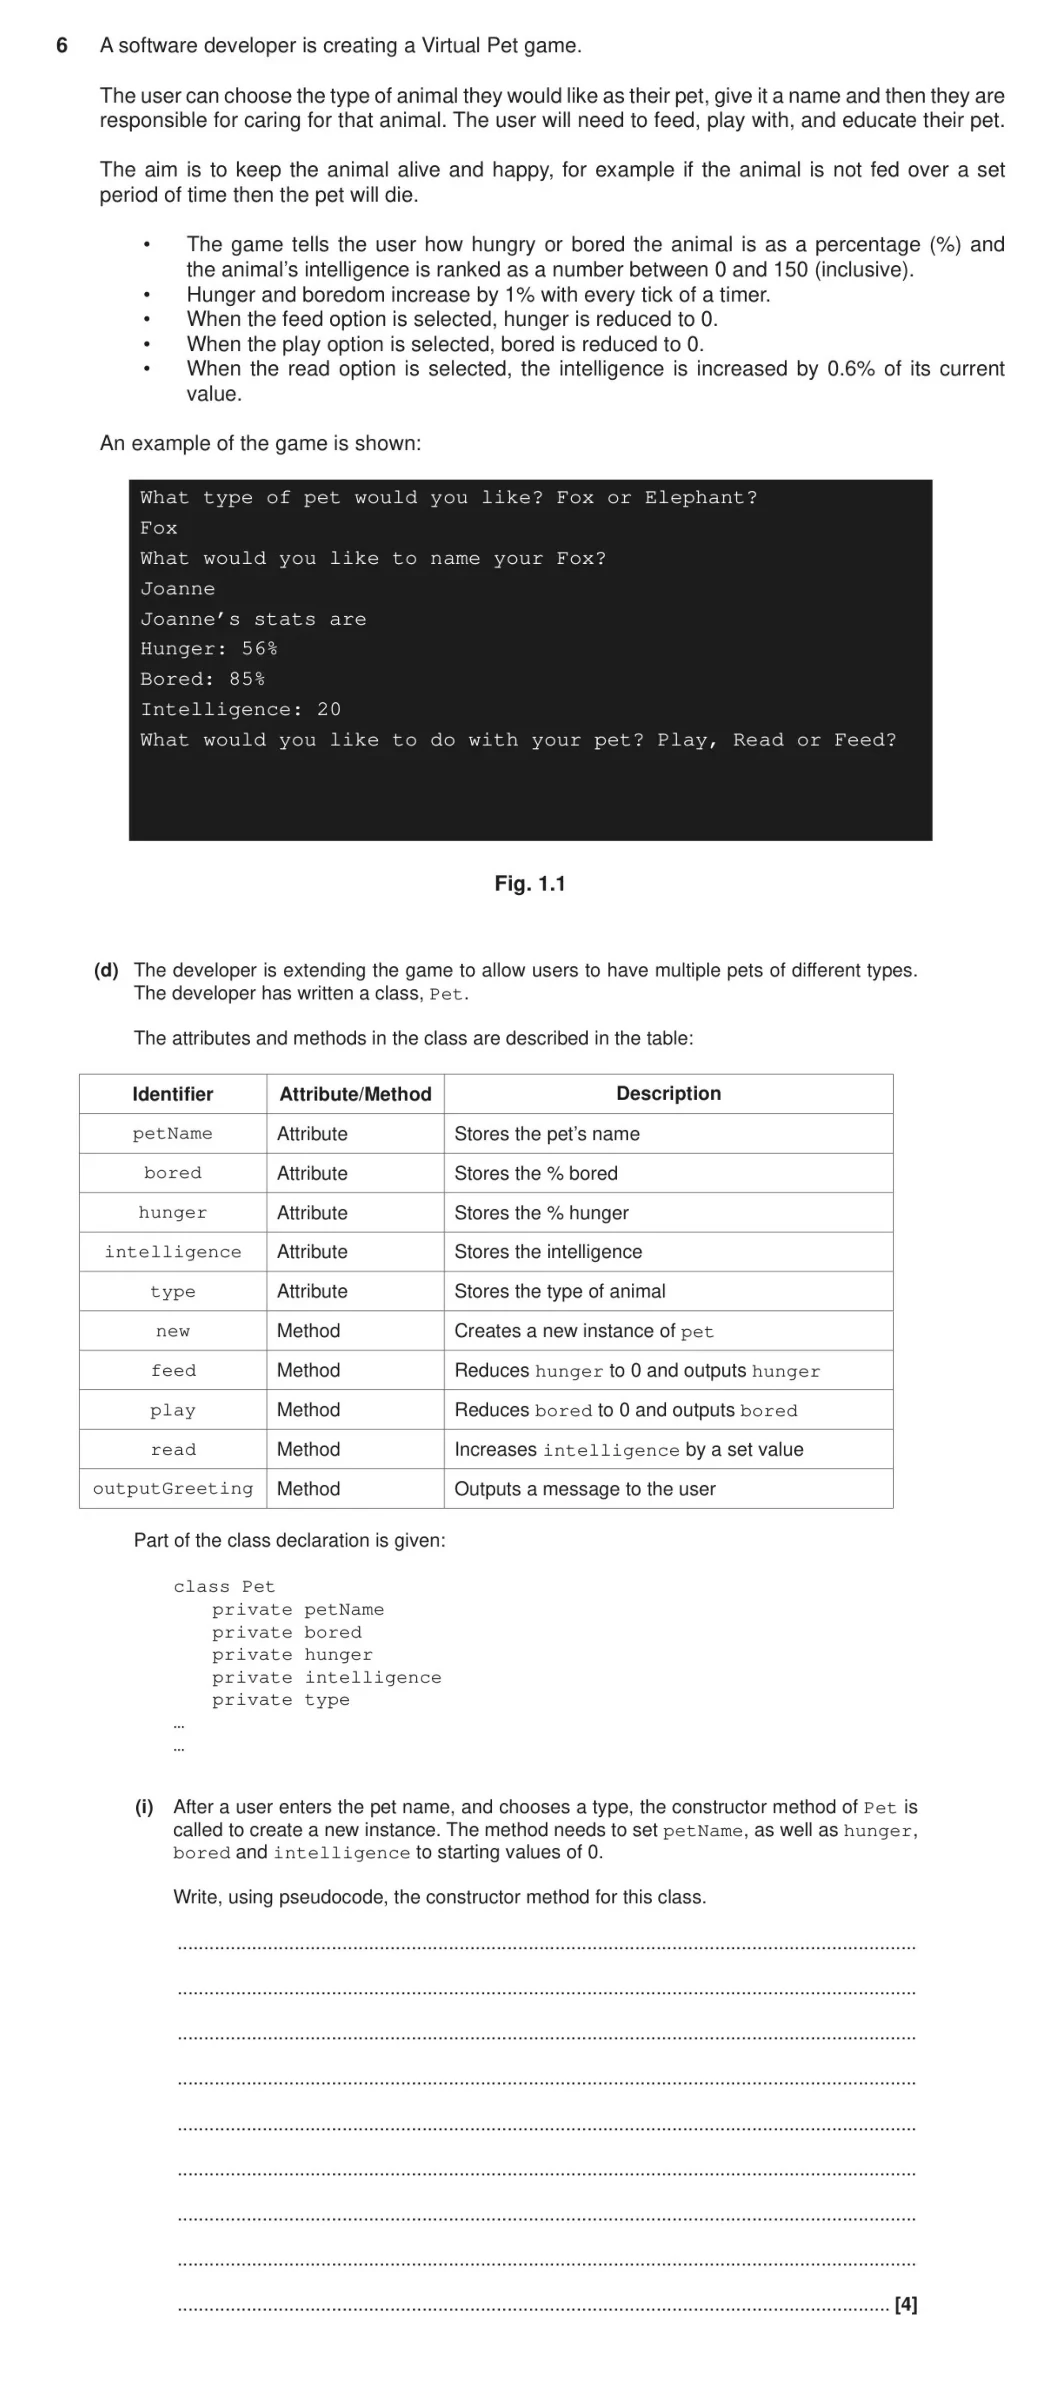 6 A software developer is creating a Virtual Pet game.
The user can choose the type of animal they would like as their pet, give it a name and then they are
responsible for caring for that animal. The user will need to feed, play with, and educate their pet.
The aim is to keep the animal alive and happy, for example if the animal is not fed over a set
period of time then the pet will die.
• The game tells the user how hungry or bored the animal is as a percentage (%) and
the animal's intelligence is ranked as a number between 0 and 150 (inclusive).
• Hunger and boredom increase by 1% with every tick of a timer.
• When the feed option is selected, hunger is reduced to 0.
• When the play option is selected, bored is reduced to 0.
• When the read option is selected, the intelligence is increased by 0.6% of its current
value.
An example of the game is shown:
What type of pet would you like? Fox or Elephant?
Fox
What would you like to name your Fox?
Joanne
Joanne's stats are
Hunger: 56%
Bored: 85%
Intelligence: 20
What would you like to do with your pet? Play, Read or Feed?
Fig. 1.1
(d) The developer is extending the game to allow users to have multiple pets of different types.
The developer has written a class, Pet.
The attributes and methods in the class are described in the table:
Identifier Attribute/Method Description
petName Attribute Stores the pet's name
bored Attribute Stores the % bored
hunger Attribute Stores the % hunger
intelligence Attribute Stores the intelligence
type Attribute Stores the type of animal
new Method Creates a new instance of pet
feed Method Reduces hunger to 0 and outputs hunger
play Method Reduces bored to 0 and outputs bored
read Method Increases intelligence by a set value
outputGreeting Method Outputs a message to the user
Part of the class declaration is given:
class Pet
private petName
private bored
private hunger
private intelligence
private type
…
…
(i) After a user enters the pet name, and chooses a type, the constructor method of Pet is
called to create a new instance. The method needs to set petName, as well as hunger,
bored and intelligence to starting values of 0.
Write, using pseudocode, the constructor method for this class.
[4]